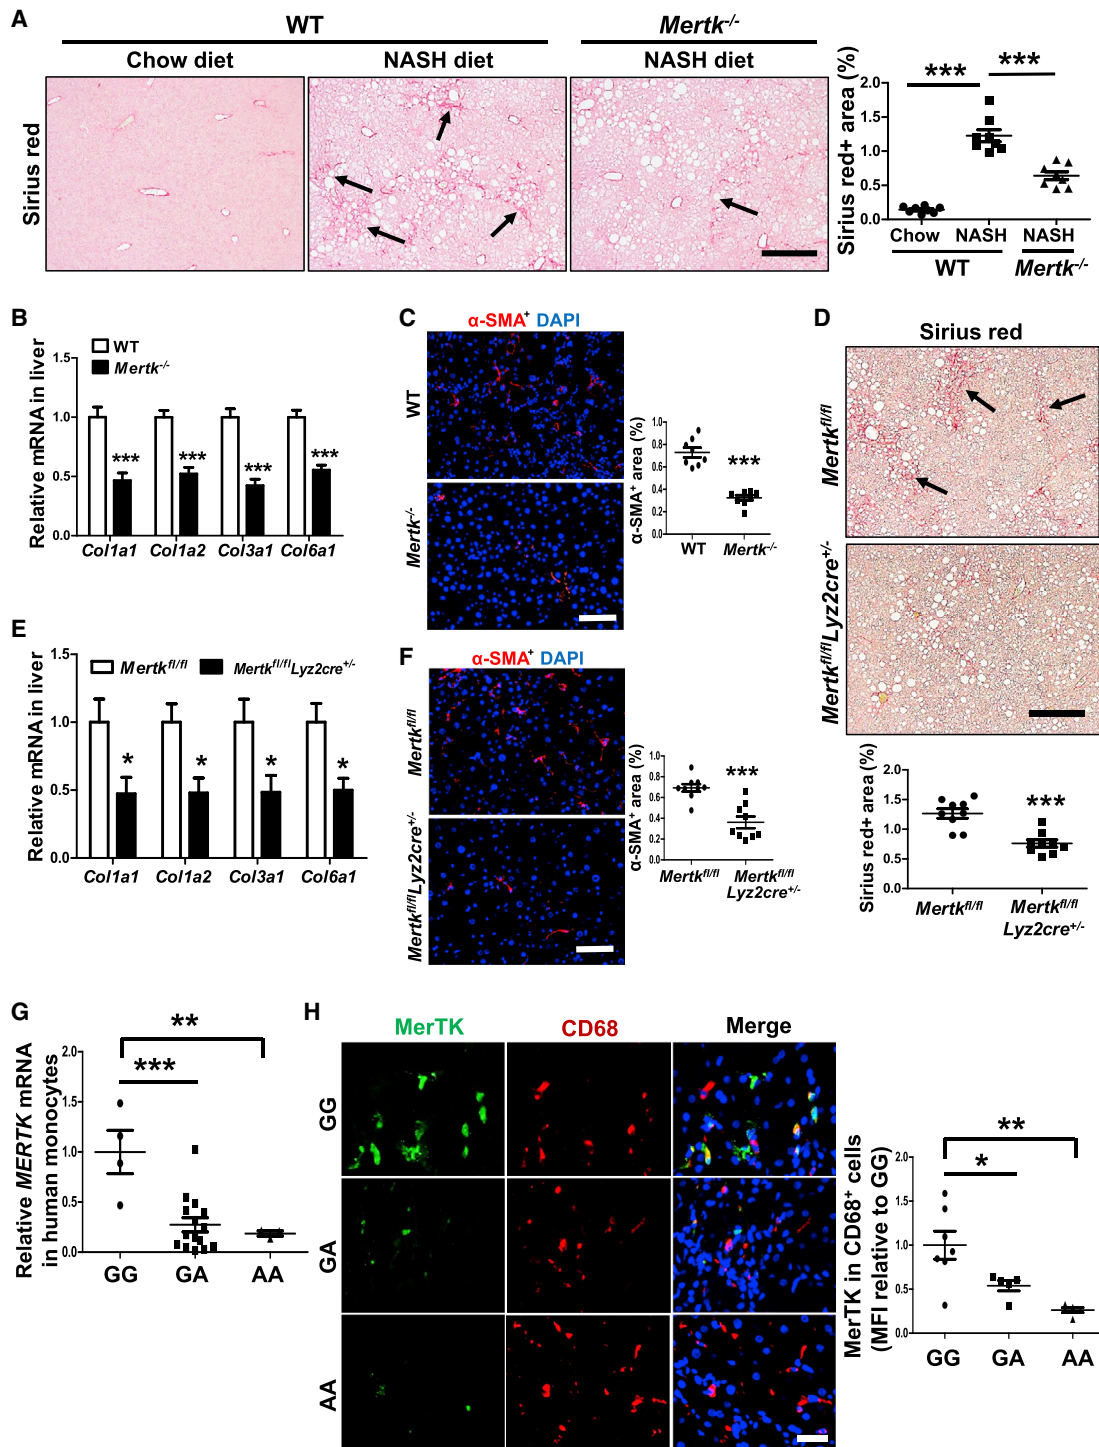 A
WT
Mertk-/-
Chow diet
NASH diet
NASH diet
Sirius red
Sirius red+ area (%)
2.0
1.5
1.0
0.5
0.0
***
***
Chow
NASH
NASH
WT
Mertk-/-
B
WT
Mertk-/-
Relative mRNA in liver
1.5
1.0
0.5
0.0
***
***
***
***
Col1a1
Col1a2
Col3a1
Col6a1
C
α-SMA+ DAPI
WT
Mertk-/-
α-SMA+ area (%)
1.0
0.8
0.6
0.4
0.2
0.0
***
WT
Mertk-/-
D
Sirius red
Mertkfl/fl
Mertkfl/flLyz2cre+/-
Sirius red+ area (%)
2.0
1.5
1.0
0.5
0.0
***
Mertkfl/fl
Mertkfl/fl
Lyz2cre+/-
E
Mertkfl/fl
Mertkfl/flLyz2cre+/-
Relative mRNA in liver
1.5
1.0
0.5
0.0
*
*
*
*
Col1a1
Col1a2
Col3a1
Col6a1
F
α-SMA+ DAPI
Mertkfl/fl
Mertkfl/flLyz2cre+/-
α-SMA+ area (%)
1.0
0.8
0.6
0.4
0.2
0.0
***
Mertkfl/fl
Mertkfl/fl
Lyz2cre+/-
G
Relative MERTK mRNA
in human monocytes
2.0
1.5
1.0
0.5
0.0
**
***
GG
GA
AA
H
MerTK
CD68
Merge
GG
GA
AA
MerTK in CD68+ cells
(MFI relative to GG)
2.0
1.5
1.0
0.5
0.0
**
*
GG
GA
AA